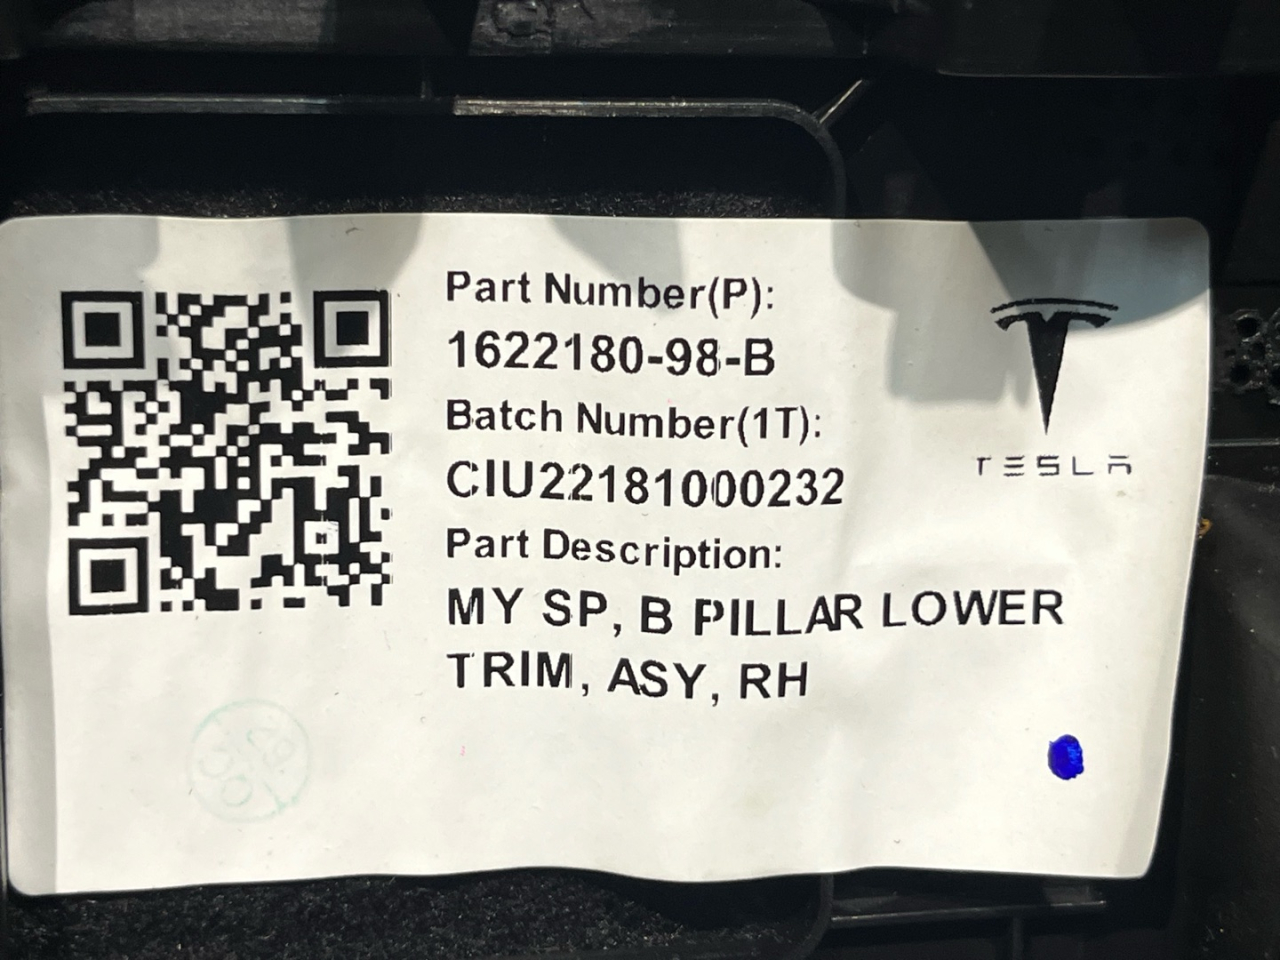 Part Number(P):
1622180-98-B
Batch Number(1T):
CIU22181000232
Part Description:
MY SP, B PILLAR LOWER
TRIM, ASY, RH
TESLA